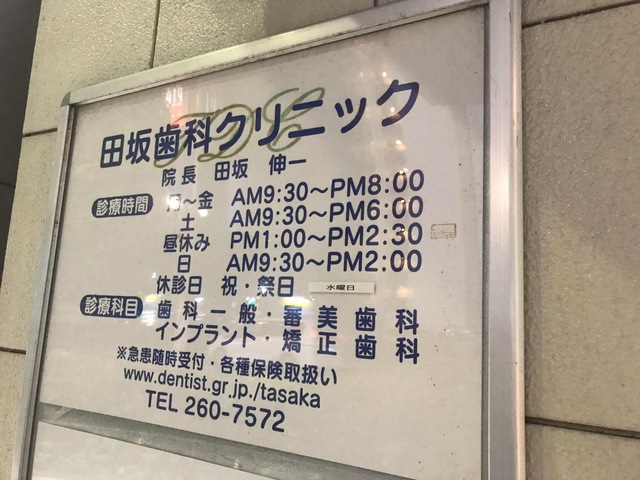 田坂歯科クリニック
TDC
院長 田坂 伸一
診療時間 月〜金 AM9:30〜PM8:00
土 AM9:30〜PM6:00
昼休み PM1:00〜PM2:30
日 AM9:30〜PM2:00
休診日 祝・祭日 水曜日
診療科目 歯科一般・審美歯科
インプラント・矯正歯科
※急患随時受付・各種保険取扱い
www.dentist.gr.jp./tasaka
TEL 260-7572